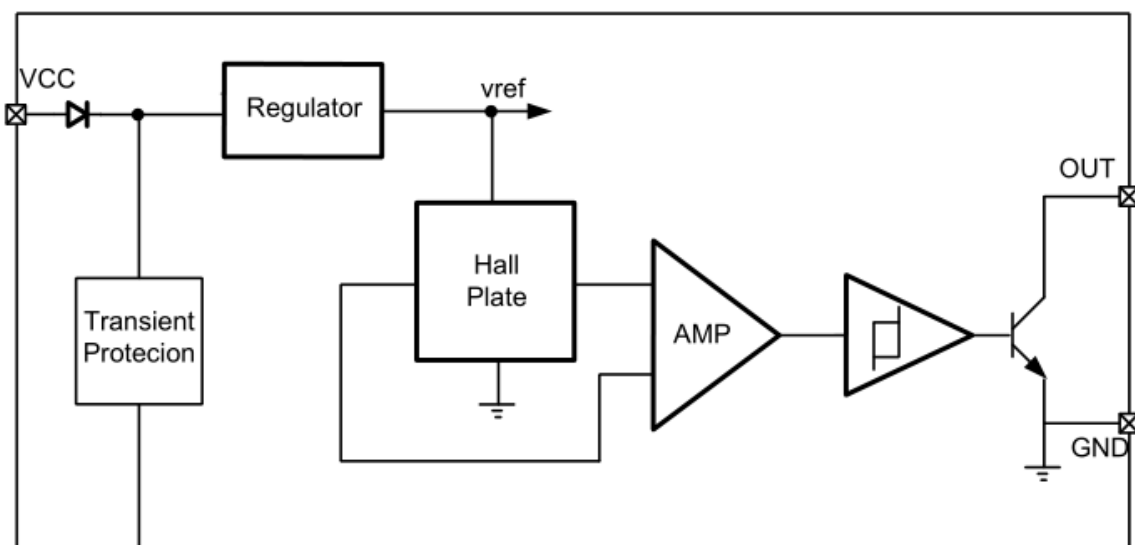 VCC
Regulator
vref
OUT
Hall
Plate
AMP
Transient
Protecion
GND